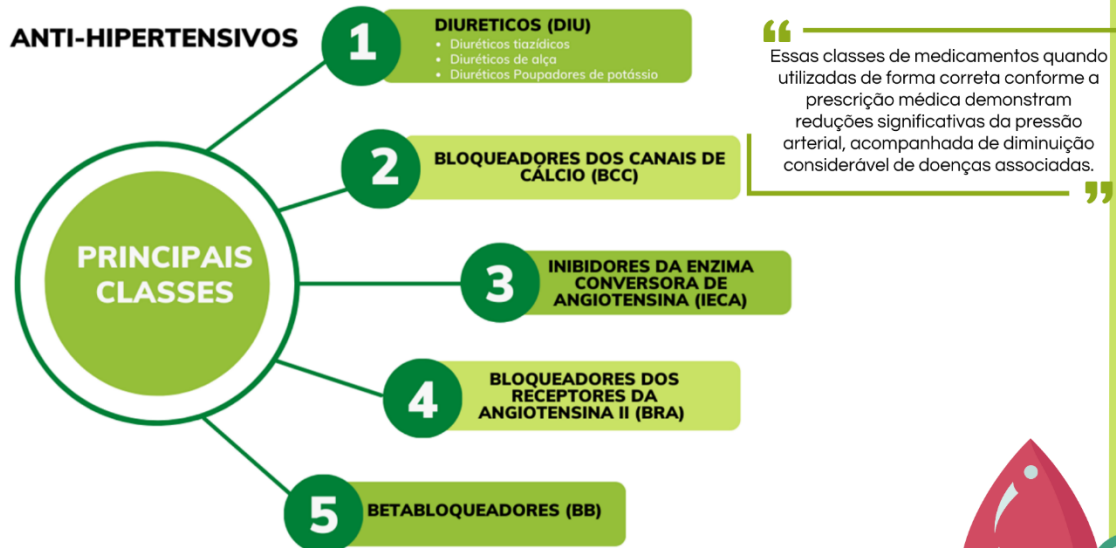 ANTI-HIPERTENSIVOS
PRINCIPAIS
CLASSES
1
DIURETICOS (DIU)
• Diuréticos tiazídicos
• Diuréticos de alça
• Diuréticos Poupadores de potássio
2
BLOQUEADORES DOS CANAIS DE
CÁLCIO (BCC)
3
INIBIDORES DA ENZIMA
CONVERSORA DE
ANGIOTENSINA (IECA)
4
BLOQUEADORES DOS
RECEPTORES DA
ANGIOTENSINA II (BRA)
5
BETABLOQUEADORES (BB)
“
Essas classes de medicamentos quando
utilizadas de forma correta conforme a
prescrição médica demonstram
reduções significativas da pressão
arterial, acompanhada de diminuição
considerável de doenças associadas.
”